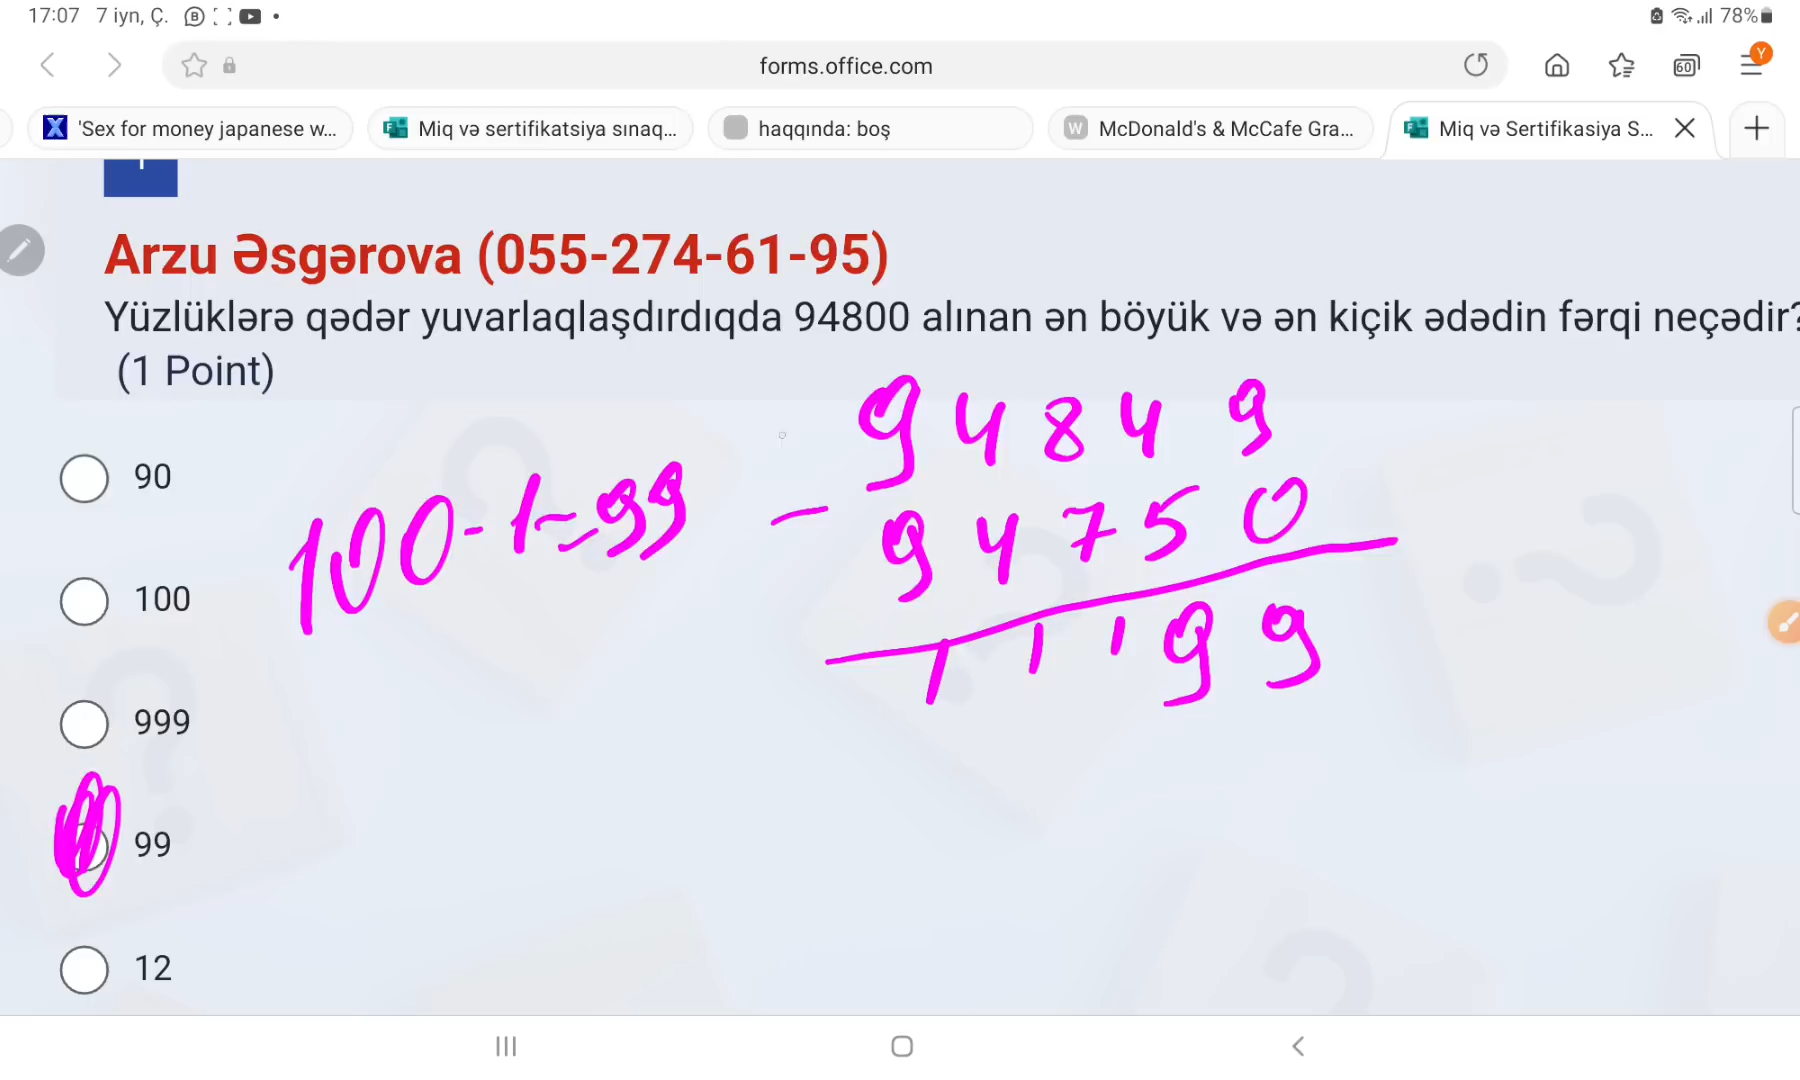 17:07 7 iyn, Ç. 78%
forms.office.com 60 Y
'Sex for money japanese w... Miq və sertifikatsiya sınaq... haqqında: boş McDonald's & McCafe Gra... Miq və Sertifikasiya S...
Arzu Əsgərova (055-274-61-95)
Yüzlüklərə qədər yuvarlaqlaşdırdıqda 94800 alınan ən böyük və ən kiçik ədədin fərqi neçədir?
(1 Point)
94849
100-1=99 - 94750
99
90
100
999
99
12